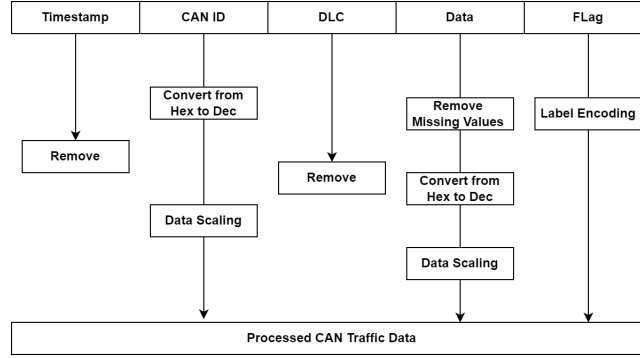 Timestamp CAN ID DLC Data FLag
Convert from
Hex to Dec
Remove
Missing Values
Label Encoding
Remove
Remove
Convert from
Hex to Dec
Data Scaling
Data Scaling
Processed CAN Traffic Data